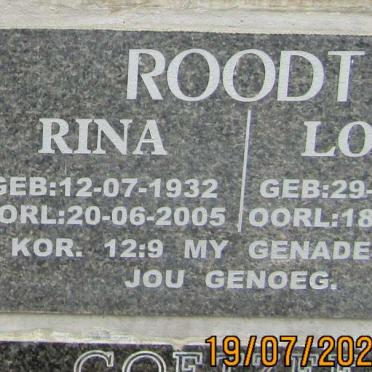 ROODT
RINA LO
GEB:12-07-1932 GEB:29-
OORL:20-06-2005 OORL:18
KOR. 12:9 MY GENADE
JOU GENOEG.
19/07/202